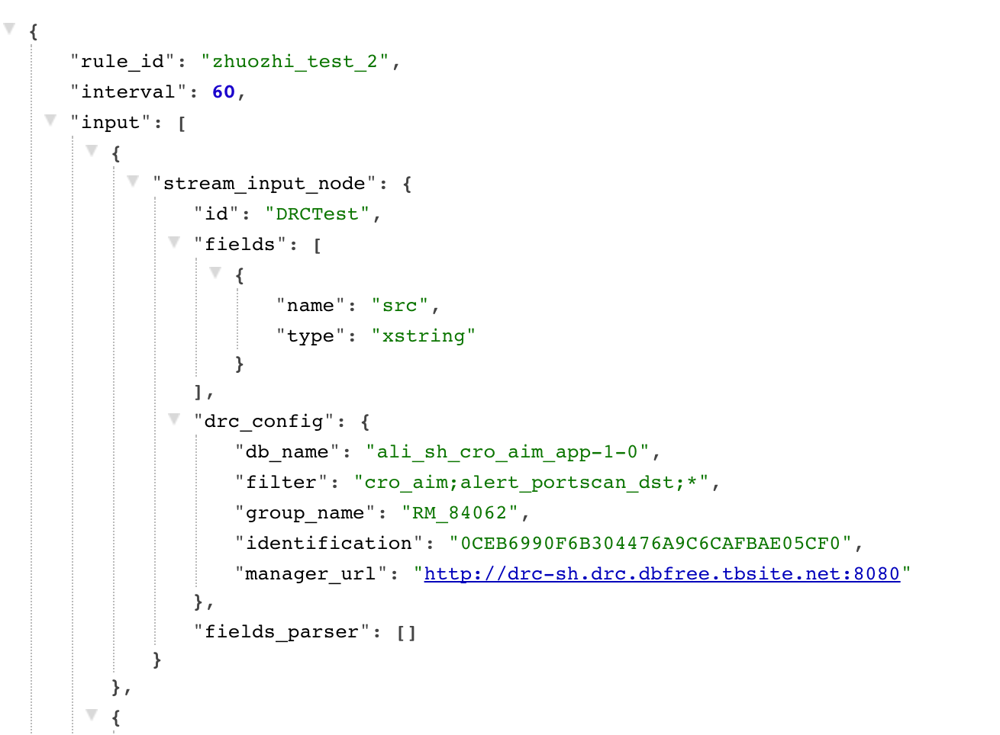 {
"rule_id": "zhuozhi_test_2",
"interval": 60,
"input": [
{
"stream_input_node": {
"id": "DRCTest",
"fields": [
{
"name": "src",
"type": "xstring"
}
],
"drc_config": {
"db_name": "ali_sh_cro_aim_app-1-0",
"filter": "cro_aim;alert_portscan_dst;*",
"group_name": "RM_84062",
"identification": "0CEB6990F6B304476A9C6CAFBAE05CF0",
"manager_url": "http://drc-sh.drc.dbfree.tbsite.net:8080"
},
"fields_parser": []
}
},
{